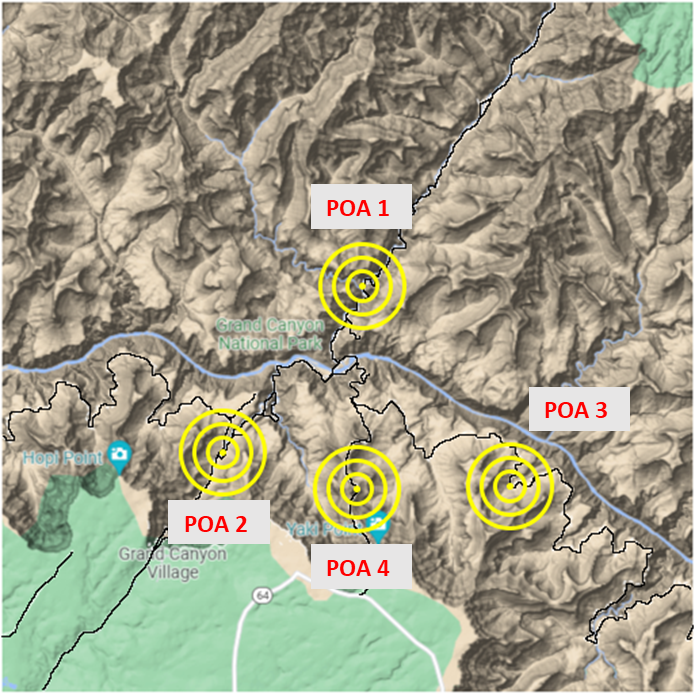 POA 1
Grand Canyon
National Park
POA 3
Hopi Point
POA 2
Yaki Po
Grand Canyon
Village
POA 4
64